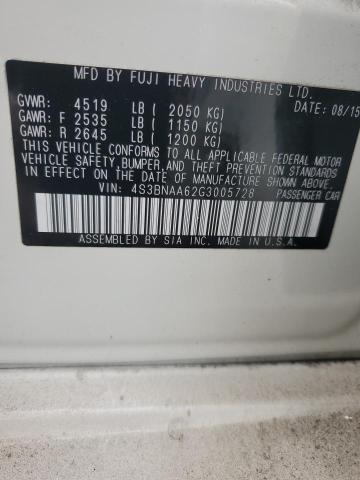 MFD BY FUJI HEAVY INDUSTRIES LTD.
GVWR: 4519 LB ( 2050 KG) DATE: 08/15
GAWR: F 2535 LB ( 1150 KG)
GAWR: R 2645 LB ( 1200 KG)
THIS VEHICLE CONFORMS TO ALL APPLICABLE FEDERAL MOTOR
VEHICLE SAFETY, BUMPER, AND THEFT PREVENTION STANDARDS
IN EFFECT ON THE DATE OF MANUFACTURE SHOWN ABOVE.
VIN: 4S3BNAA62G3005728 PASSENGER CAR
ASSEMBLED BY SIA INC. MADE IN U.S.A.